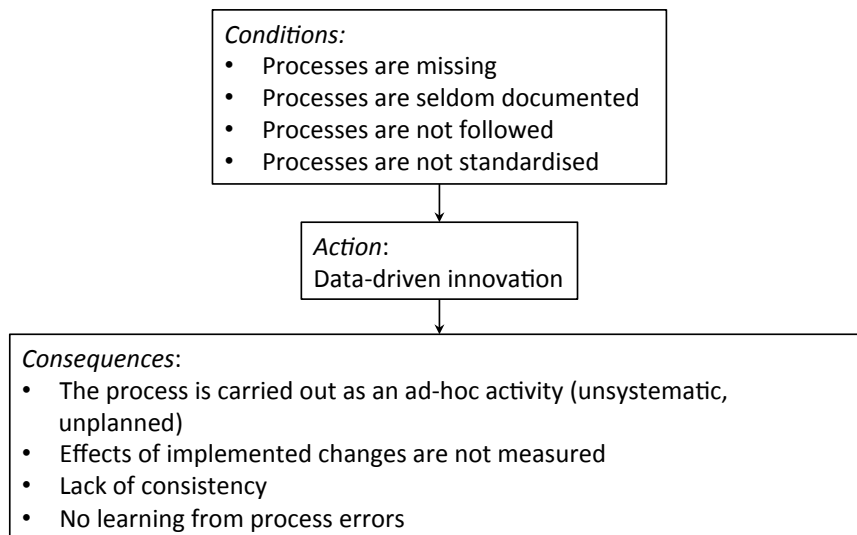 Conditions:
• Processes are missing
• Processes are seldom documented
• Processes are not followed
• Processes are not standardised
Action:
Data-driven innovation
Consequences:
• The process is carried out as an ad-hoc activity (unsystematic,
unplanned)
• Effects of implemented changes are not measured
• Lack of consistency
• No learning from process errors